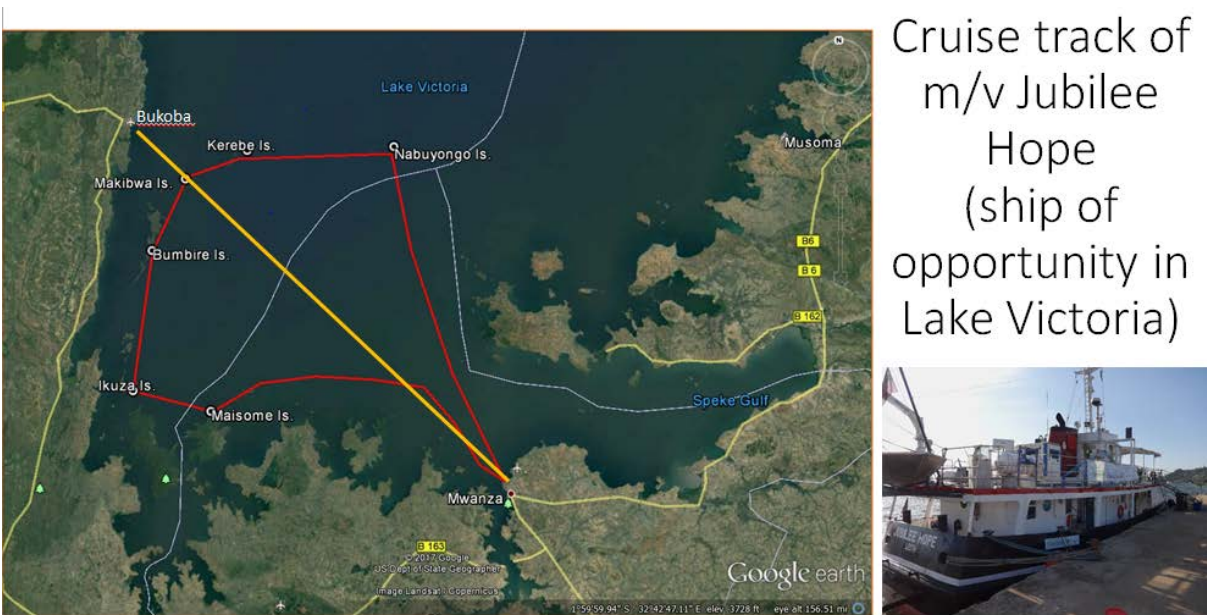 Lake Victoria
Bukoba
Kerebe Is.
Nabuyongo Is.
Musoma
Makibwa Is.
B6
Bumbire Is.
B 6
B 162
Ikuza Is.
Maisome Is.
Speke Gulf
Mwanza
B 163
© 2017 Google
US Dept of State Geographer
Image Landsat / Copernicus
Google earth
1°59'59.94" S 32°42'47.11" E elev 3728 ft eye alt 156.51 mi
N
Cruise track of
m/v Jubilee
Hope
(ship of
opportunity in
Lake Victoria)
JUBILEE HOPE